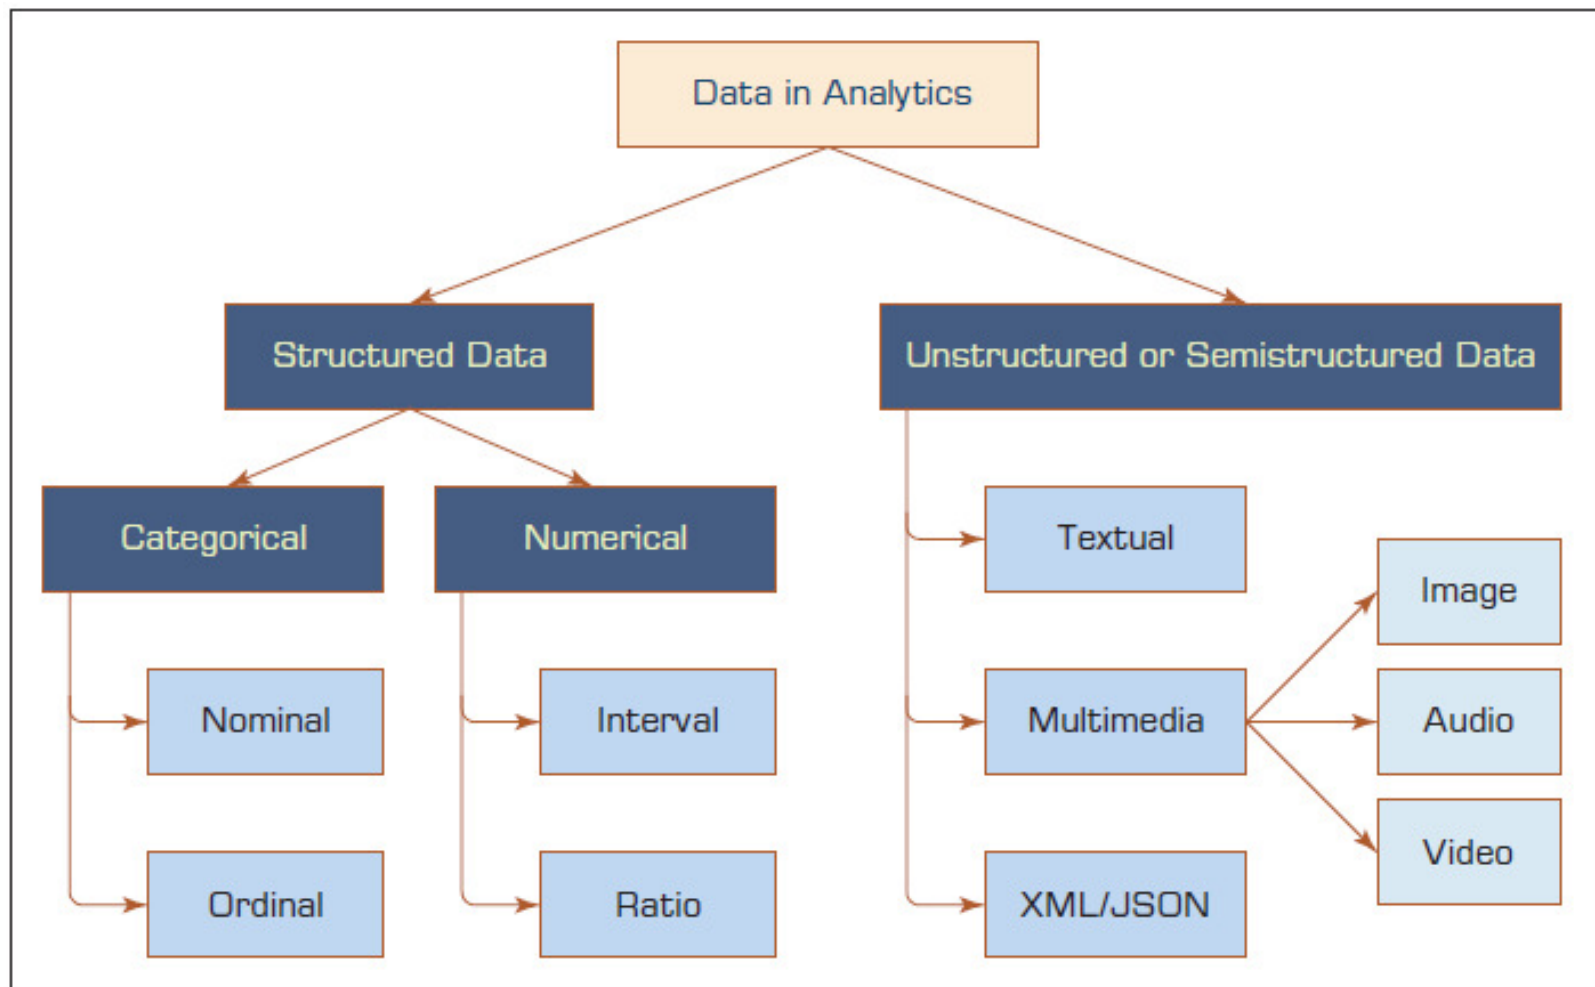 Data in Analytics
Structured Data
Unstructured or Semistructured Data
Categorical
Numerical
Textual
Image
Nominal
Interval
Multimedia
Audio
Video
Ordinal
Ratio
XML/JSON